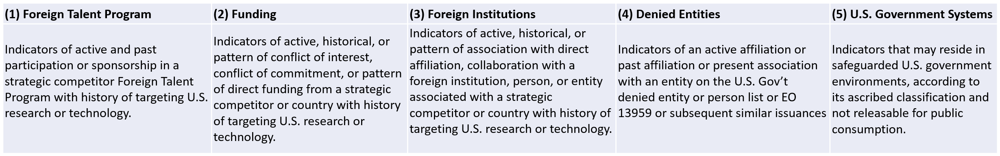 (1) Foreign Talent Program
Indicators of active and past
participation or sponsorship in a
strategic competitor Foreign Talent
Program with history of targeting U.S.
research or technology.
(2) Funding
Indicators of active, historical, or
pattern of conflict of interest,
conflict of commitment, or pattern
of direct funding from a strategic
competitor or country with history
of targeting U.S. research or
technology.
(3) Foreign Institutions
Indicators of active, historical, or
pattern of association with direct
affiliation, collaboration with a
foreign institution, person, or entity
associated with a strategic
competitor or country with history of
targeting U.S. research or technology.
(4) Denied Entities
Indicators of an active affiliation or
past affiliation or present association
with an entity on the U.S. Gov’t
denied entity or person list or EO
13959 or subsequent similar issuances
(5) U.S. Government Systems
Indicators that may reside in
safeguarded U.S. government
environments, according to
its ascribed classification and
not releasable for public
consumption.